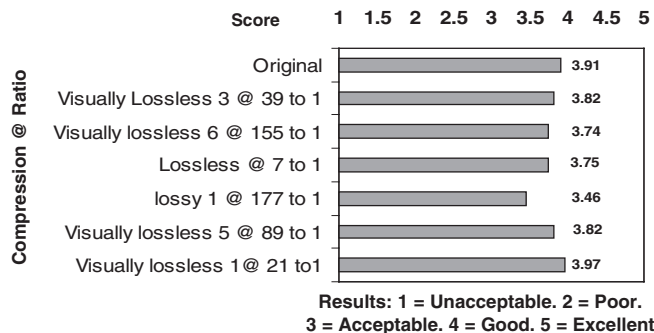 Score 1 1.5 2 2.5 3 3.5 4 4.5 5
Compression @ Ratio
Original 3.91
Visually Lossless 3 @ 39 to 1 3.82
Visually lossless 6 @ 155 to 1 3.74
Lossless @ 7 to 1 3.75
lossy 1 @ 177 to 1 3.46
Visually lossless 5 @ 89 to 1 3.82
Visually lossless 1@ 21 to1 3.97
Results: 1 = Unacceptable. 2 = Poor.
3 = Acceptable. 4 = Good. 5 = Excellent